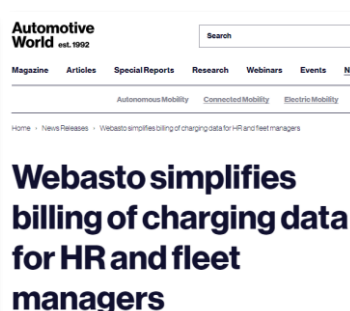 Automotive
World est. 1992
Search
Magazine Articles Special Reports Research Webinars Events N
Autonomous Mobility Connected Mobility Electric Mobility
Home › News Releases › Webasto simplifies billing of charging data for HR and fleet managers
Webasto simplifies
billing of charging data
for HR and fleet
managers